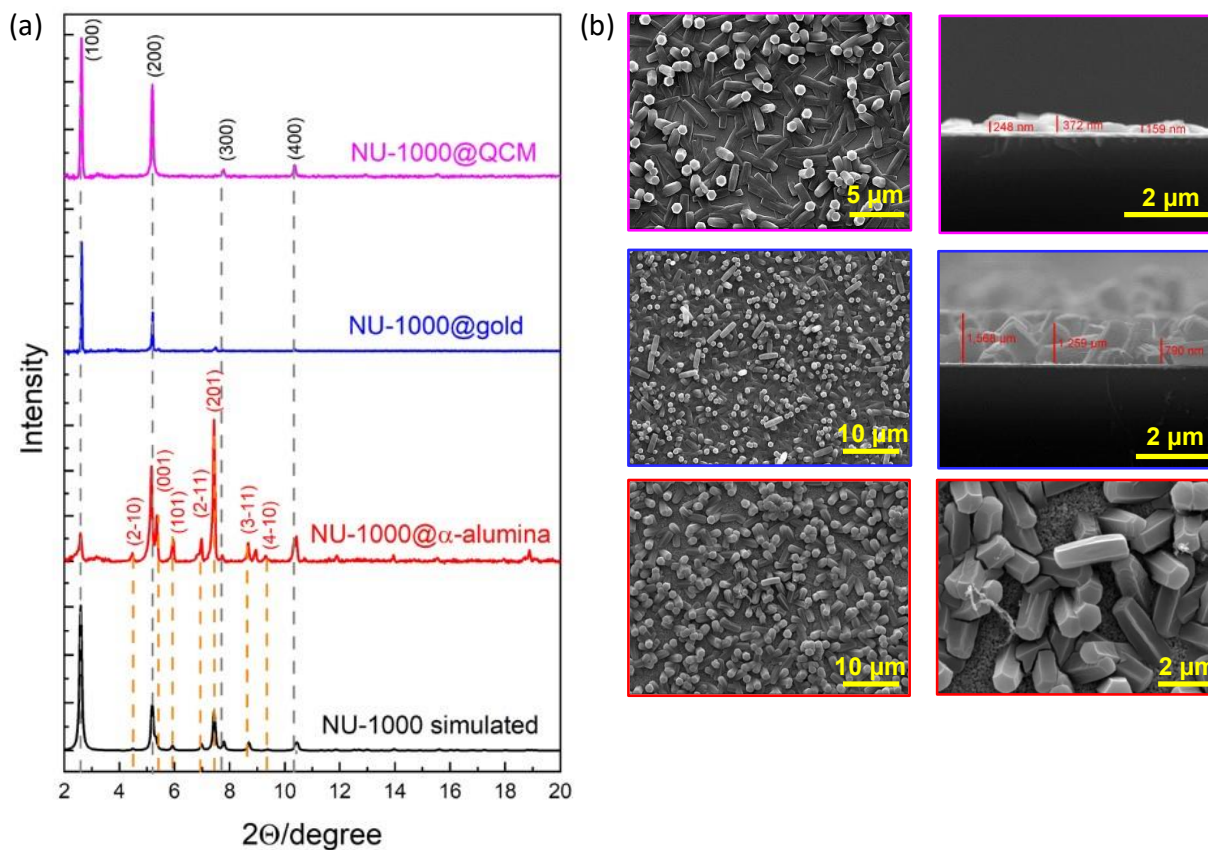 (a)
(100)
(200)
(300)
(400)
NU-1000@QCM
NU-1000@gold
(2-10)
(001)
(101)
(2-11)
(201)
(3-11)
(4-10)
NU-1000@α-alumina
NU-1000 simulated
Intensity
2 4 6 8 10 12 14 16 18 20
2Θ/degree
(b)
5 µm
248 nm
372 nm
159 nm
2 µm
10 µm
1,568 µm
1,259 µm
790 nm
2 µm
10 µm
2 µm